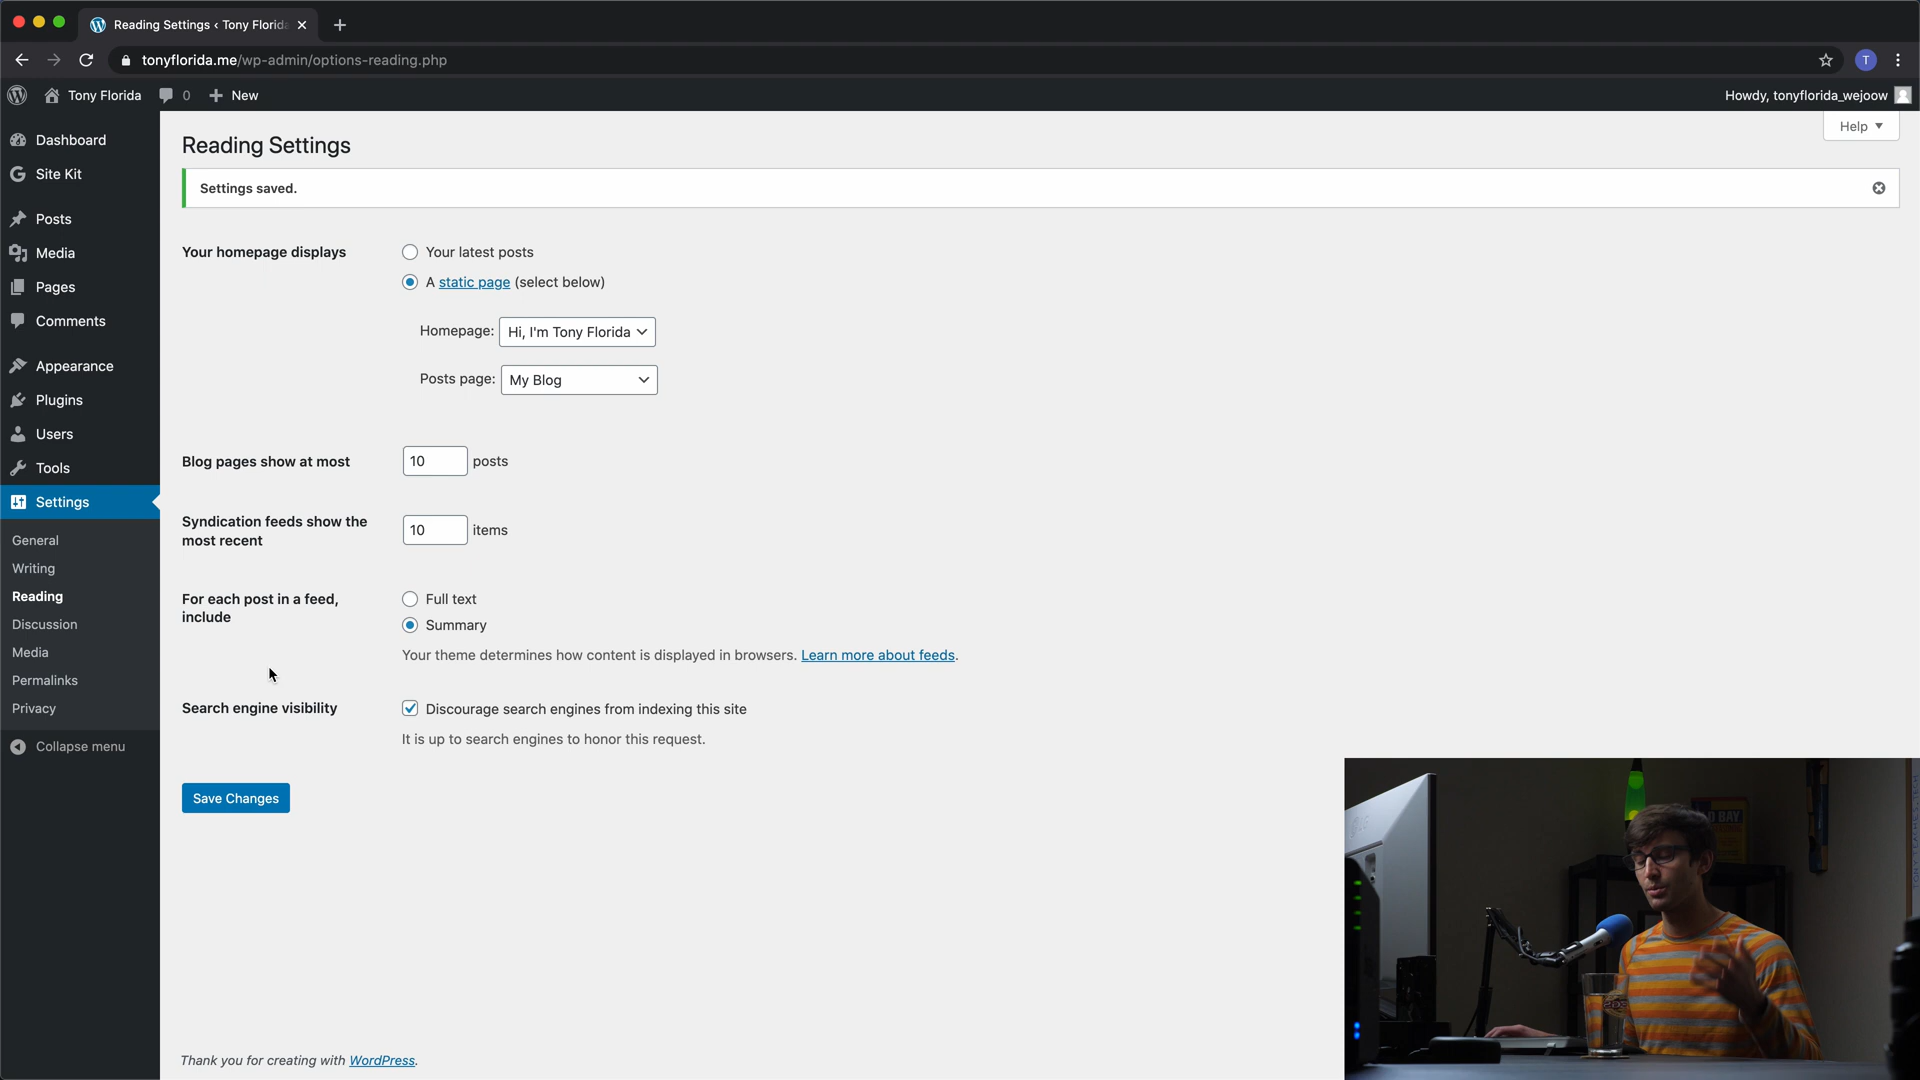 Reading Settings ‹ Tony Florida
tonyflorida.me/wp-admin/options-reading.php
T
Tony Florida
0
New
Howdy, tonyflorida_wejoow
Help
Dashboard
Site Kit
Posts
Media
Pages
Comments
Appearance
Plugins
Users
Tools
Settings
General
Writing
Reading
Discussion
Media
Permalinks
Privacy
Collapse menu
Reading Settings
Settings saved.
Your homepage displays
Your latest posts
A static page (select below)
Homepage: Hi, I'm Tony Florida
Posts page: My Blog
Blog pages show at most
10 posts
Syndication feeds show the
most recent
10 items
For each post in a feed,
include
Full text
Summary
Your theme determines how content is displayed in browsers. Learn more about feeds.
Search engine visibility
Discourage search engines from indexing this site
It is up to search engines to honor this request.
Save Changes
Thank you for creating with WordPress.
BAY